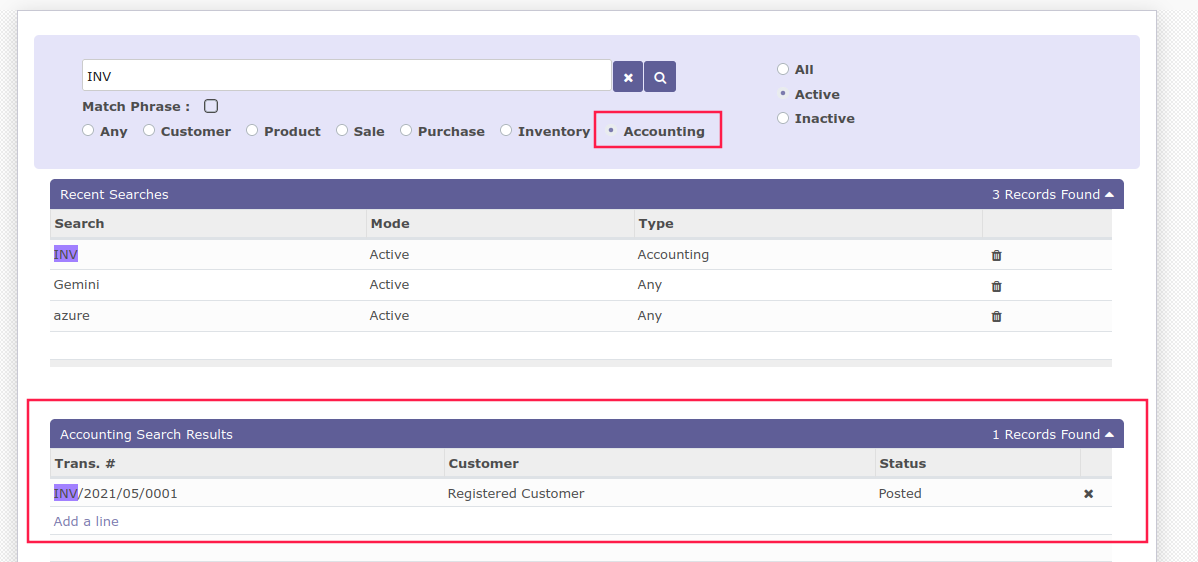 INV
All
Match Phrase :
Active
Any Customer Product Sale Purchase Inventory Accounting
Inactive
Recent Searches 3 Records Found
Search Mode Type
INV Active Accounting
Gemini Active Any
azure Active Any
Accounting Search Results 1 Records Found
Trans. # Customer Status
INV/2021/05/0001 Registered Customer Posted
Add a line